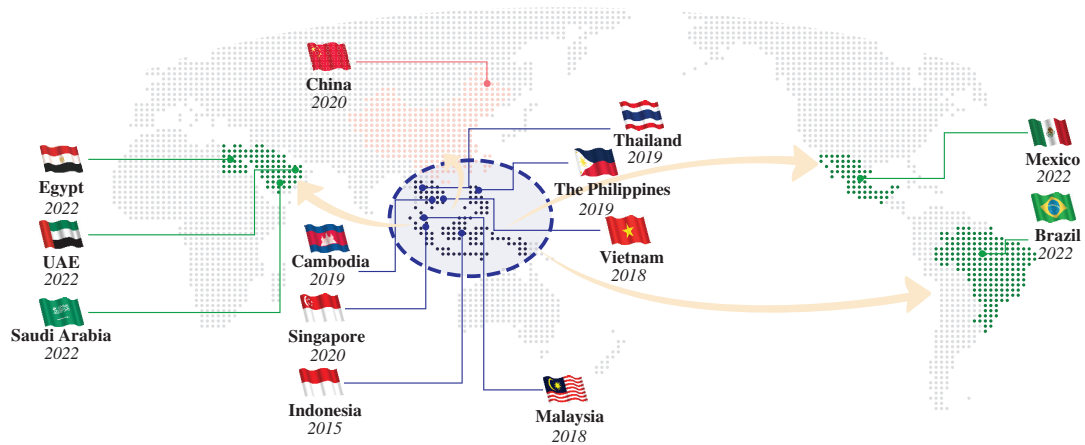 China
2020
Thailand
2019
The Philippines
2019
Vietnam
2018
Mexico
2022
Brazil
2022
Egypt
2022
UAE
2022
Saudi Arabia
2022
Cambodia
2019
Singapore
2020
Indonesia
2015
Malaysia
2018